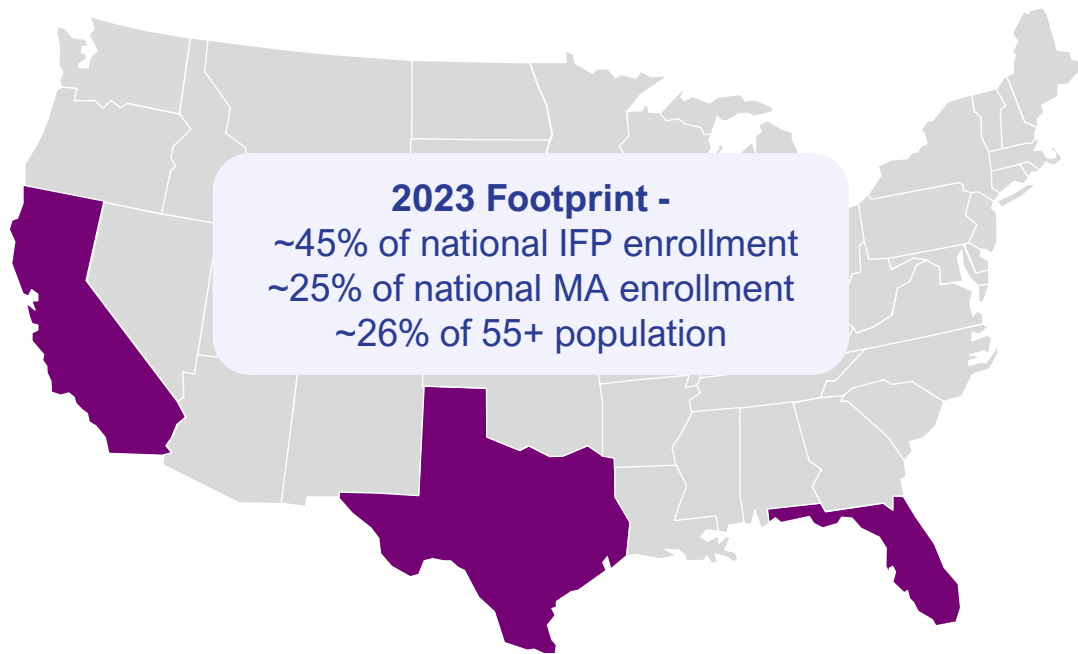 2023 Footprint -
~45% of national IFP enrollment
~25% of national MA enrollment
~26% of 55+ population